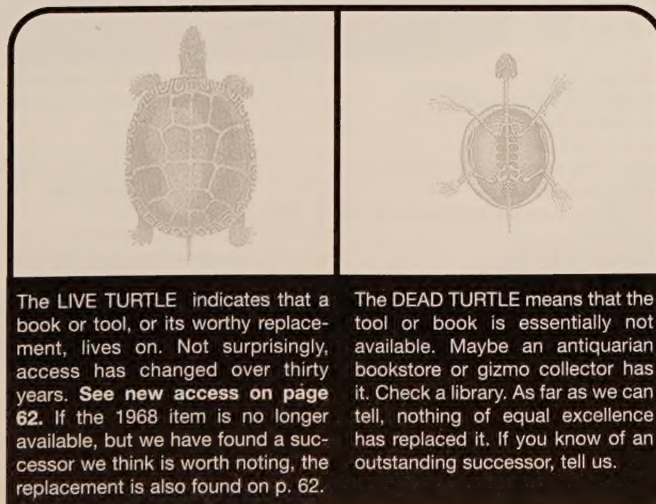 The LIVE TURTLE indicates that a
book or tool, or its worthy replace-
ment, lives on. Not surprisingly,
access has changed over thirty
years. See new access on page
62. If the 1968 item is no longer
available, but we have found a suc-
cessor we think is worth noting, the
replacement is also found on p. 62.
The DEAD TURTLE means that the
tool or book is essentially not
available. Maybe an antiquarian
bookstore or gizmo collector has
it. Check a library. As far as we can
tell, nothing of equal excellence
has replaced it. If you know of an
outstanding successor, tell us.